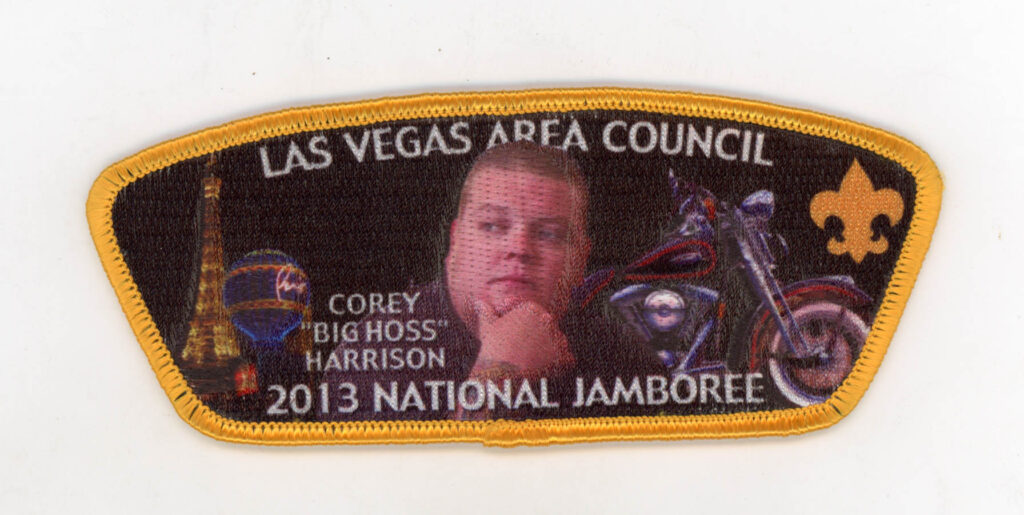 LAS VEGAS AREA COUNCIL
COREY
"BIG HOSS"
HARRISON
2013 NATIONAL JAMBOREE